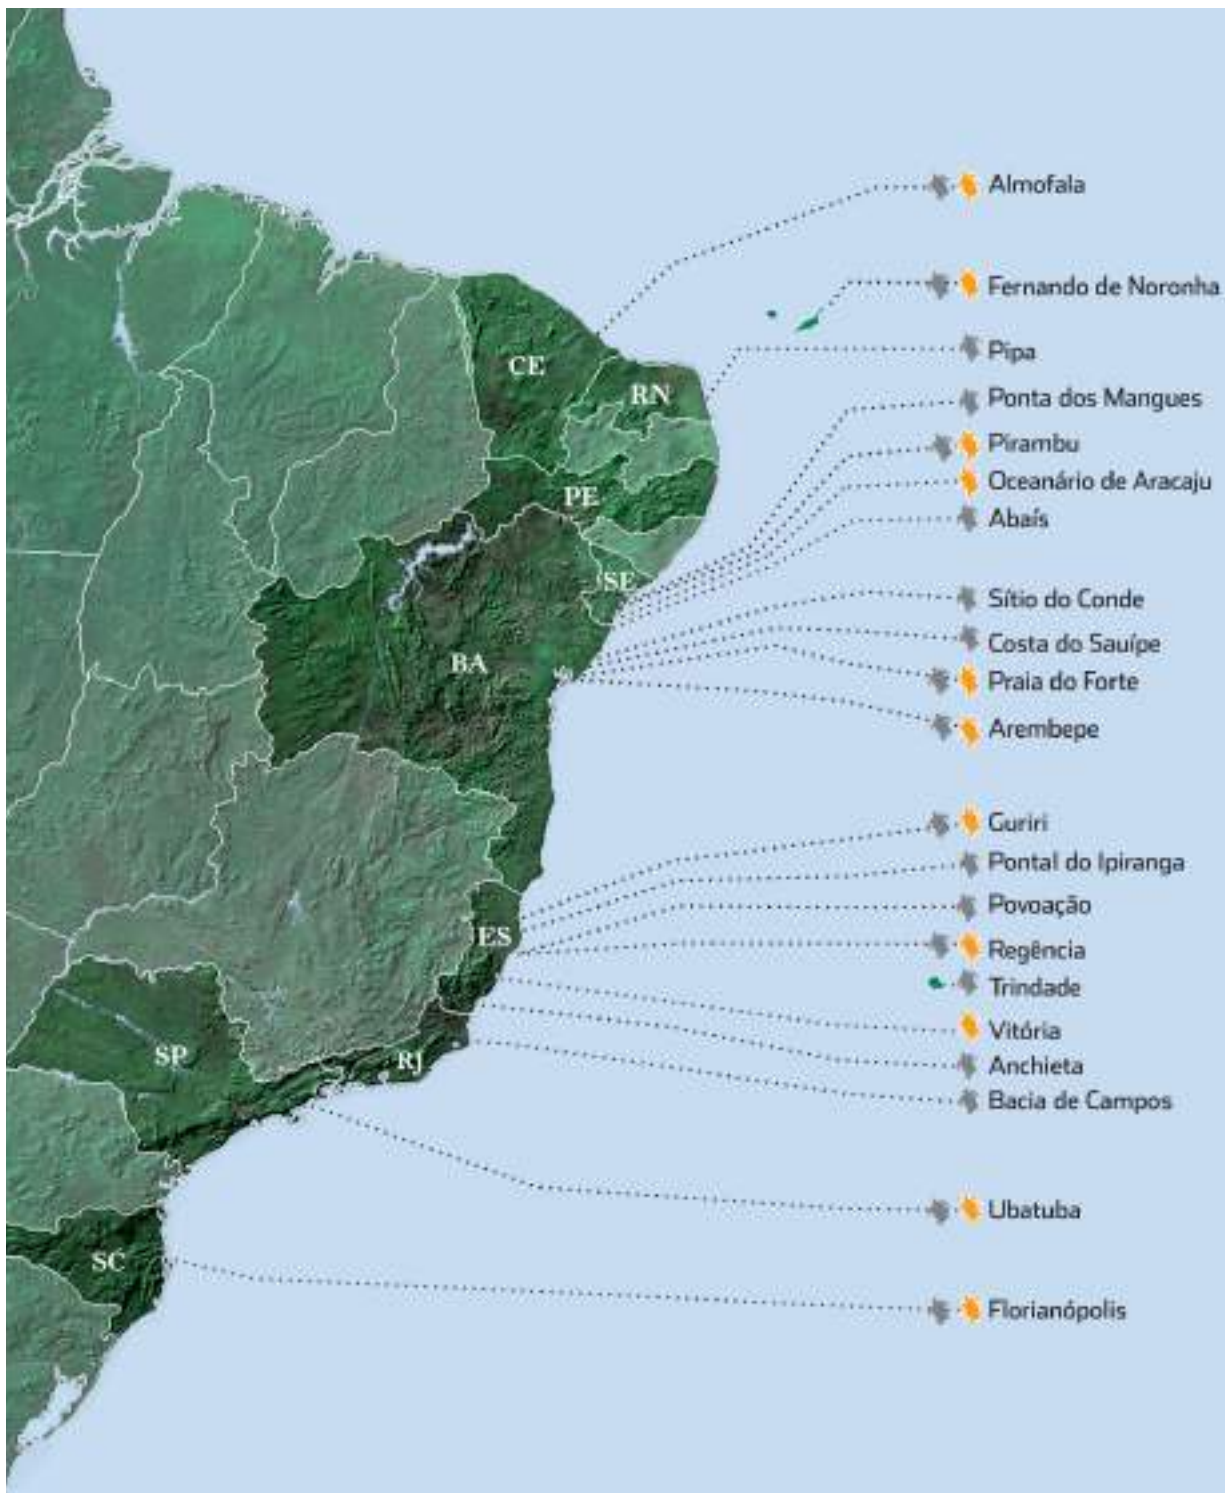 Almofala
Fernando de Noronha
Pipa
Ponta dos Mangues
Pirambu
Oceanário de Aracaju
Abaís
Sítio do Conde
Costa do Sauípe
Praia do Forte
Arembepe
Guriri
Pontal do Ipiranga
Povoação
Regência
Trindade
Vitória
Anchieta
Bacia de Campos
Ubatuba
Florianópolis
CE
RN
PE
SE
BA
ES
SP
RJ
SC